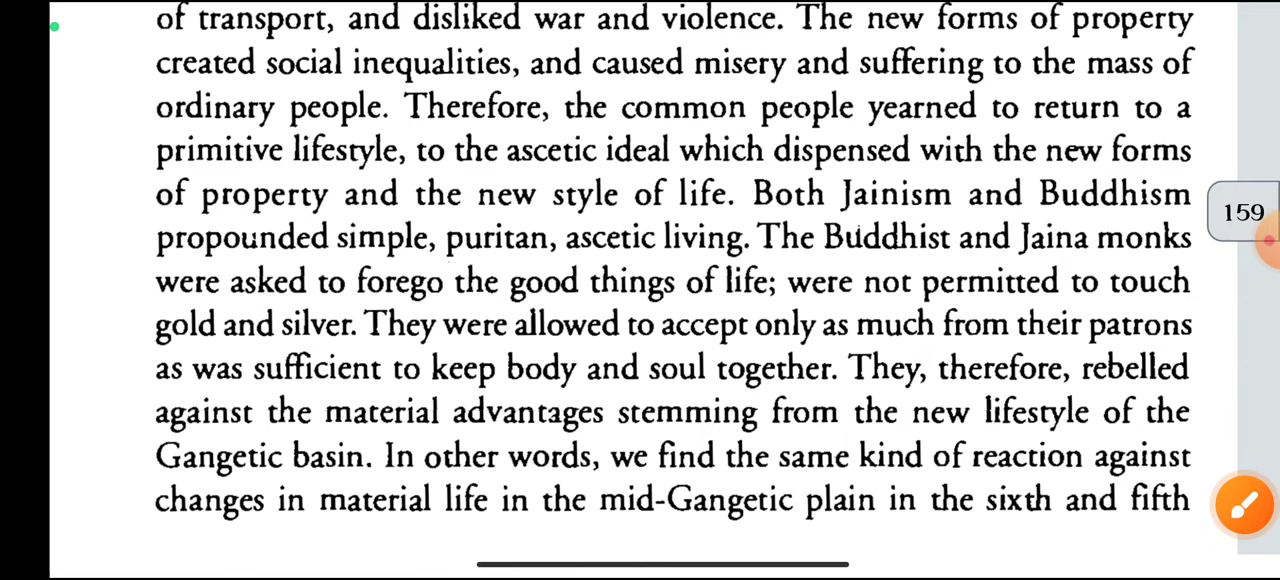 of transport, and disliked war and violence. The new forms of property
created social inequalities, and caused misery and suffering to the mass of
ordinary people. Therefore, the common people yearned to return to a
primitive lifestyle, to the ascetic ideal which dispensed with the new forms
of property and the new style of life. Both Jainism and Buddhism
propounded simple, puritan, ascetic living. The Buddhist and Jaina monks
were asked to forego the good things of life; were not permitted to touch
gold and silver. They were allowed to accept only as much from their patrons
as was sufficient to keep body and soul together. They, therefore, rebelled
against the material advantages stemming from the new lifestyle of the
Gangetic basin. In other words, we find the same kind of reaction against
changes in material life in the mid-Gangetic plain in the sixth and fifth
159